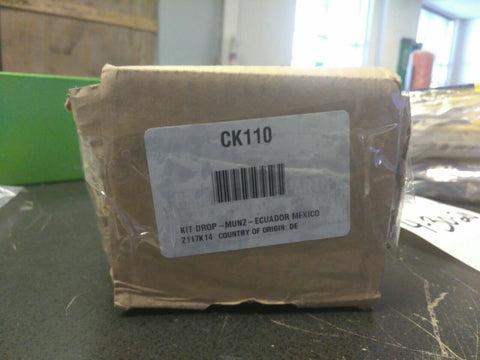 CK110
KIT DROP - MUNZ - ECUADOR MEXICO
Z117K14 COUNTRY OF ORIGIN: DE